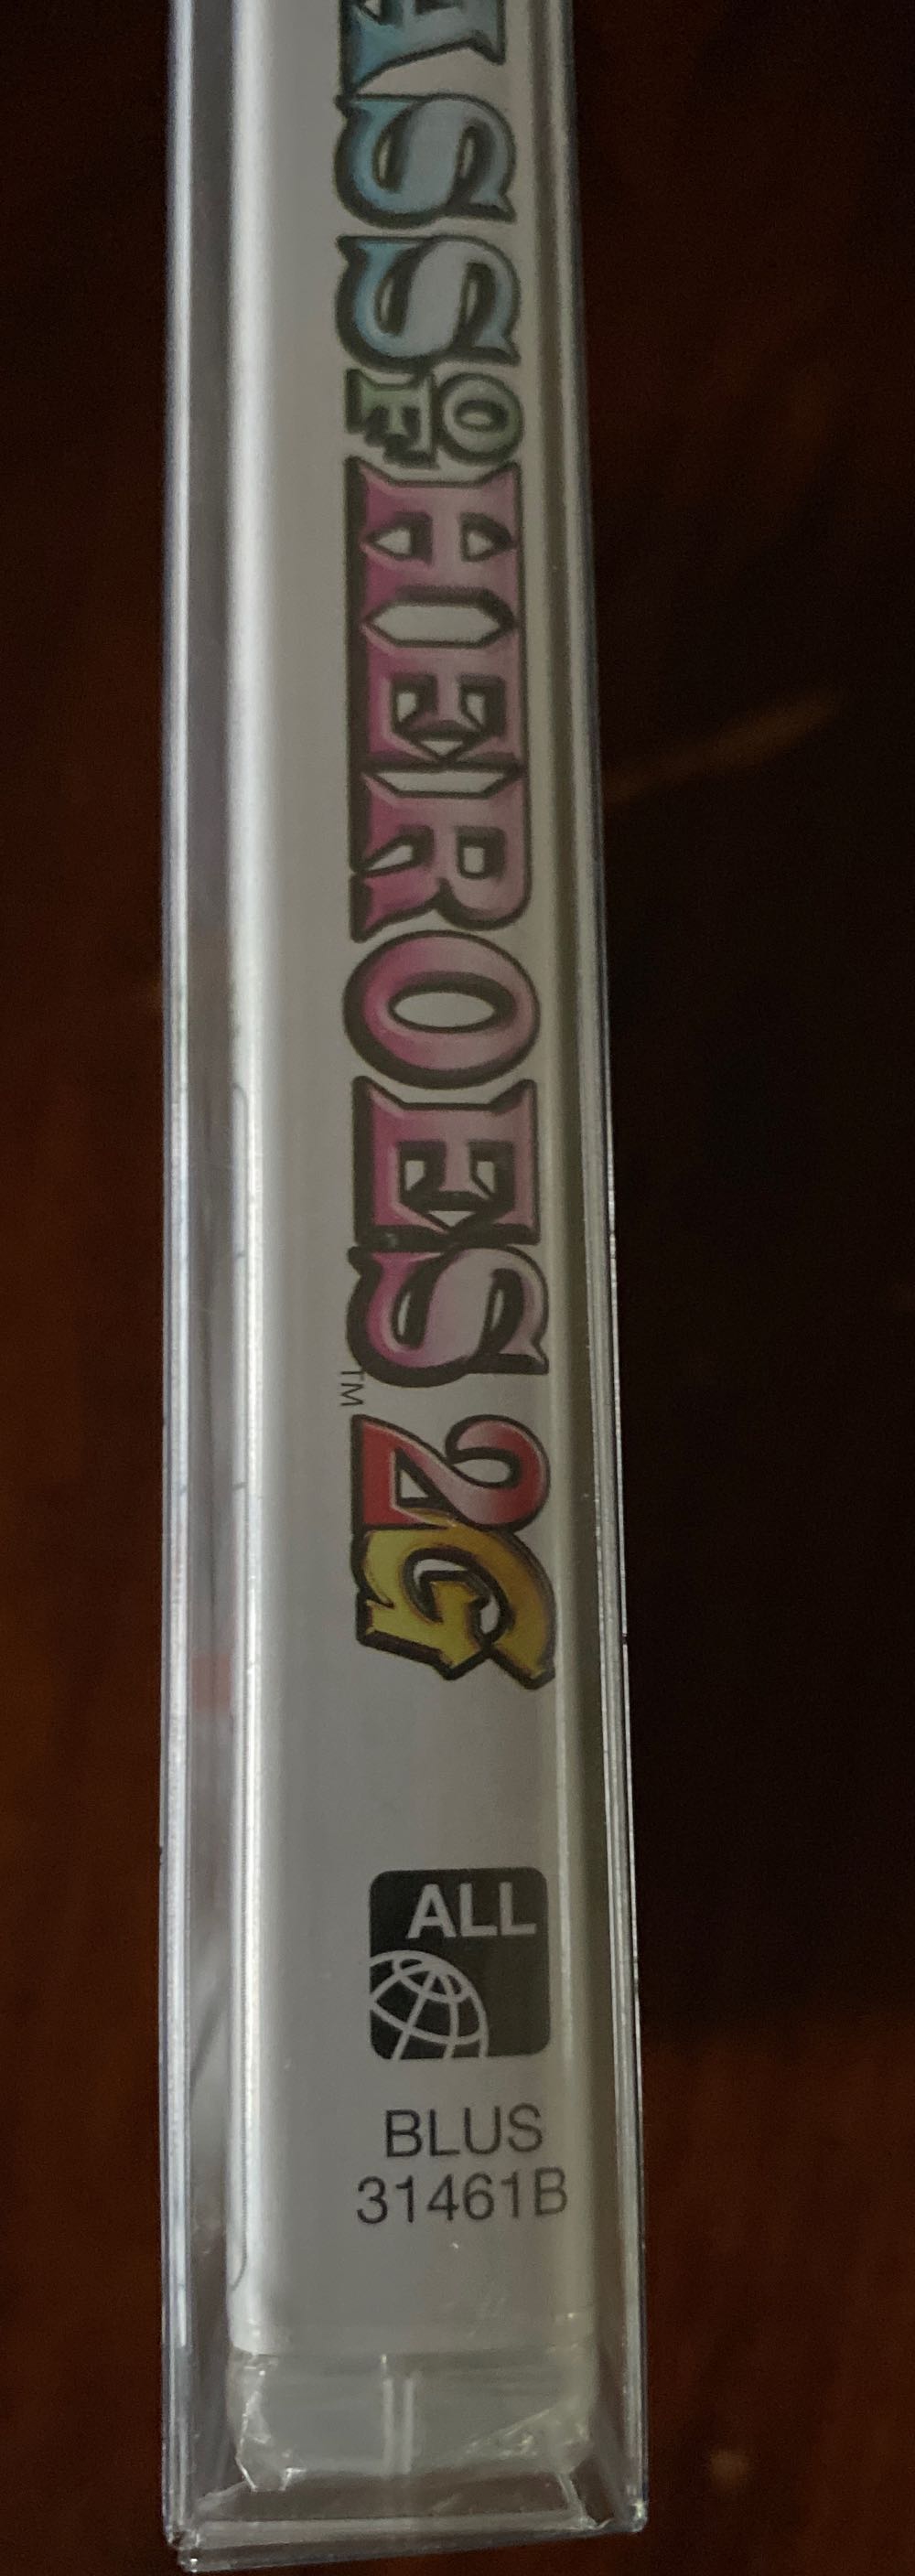 ASS OF HEROES™ 2G
ALL
BLUS
31461B